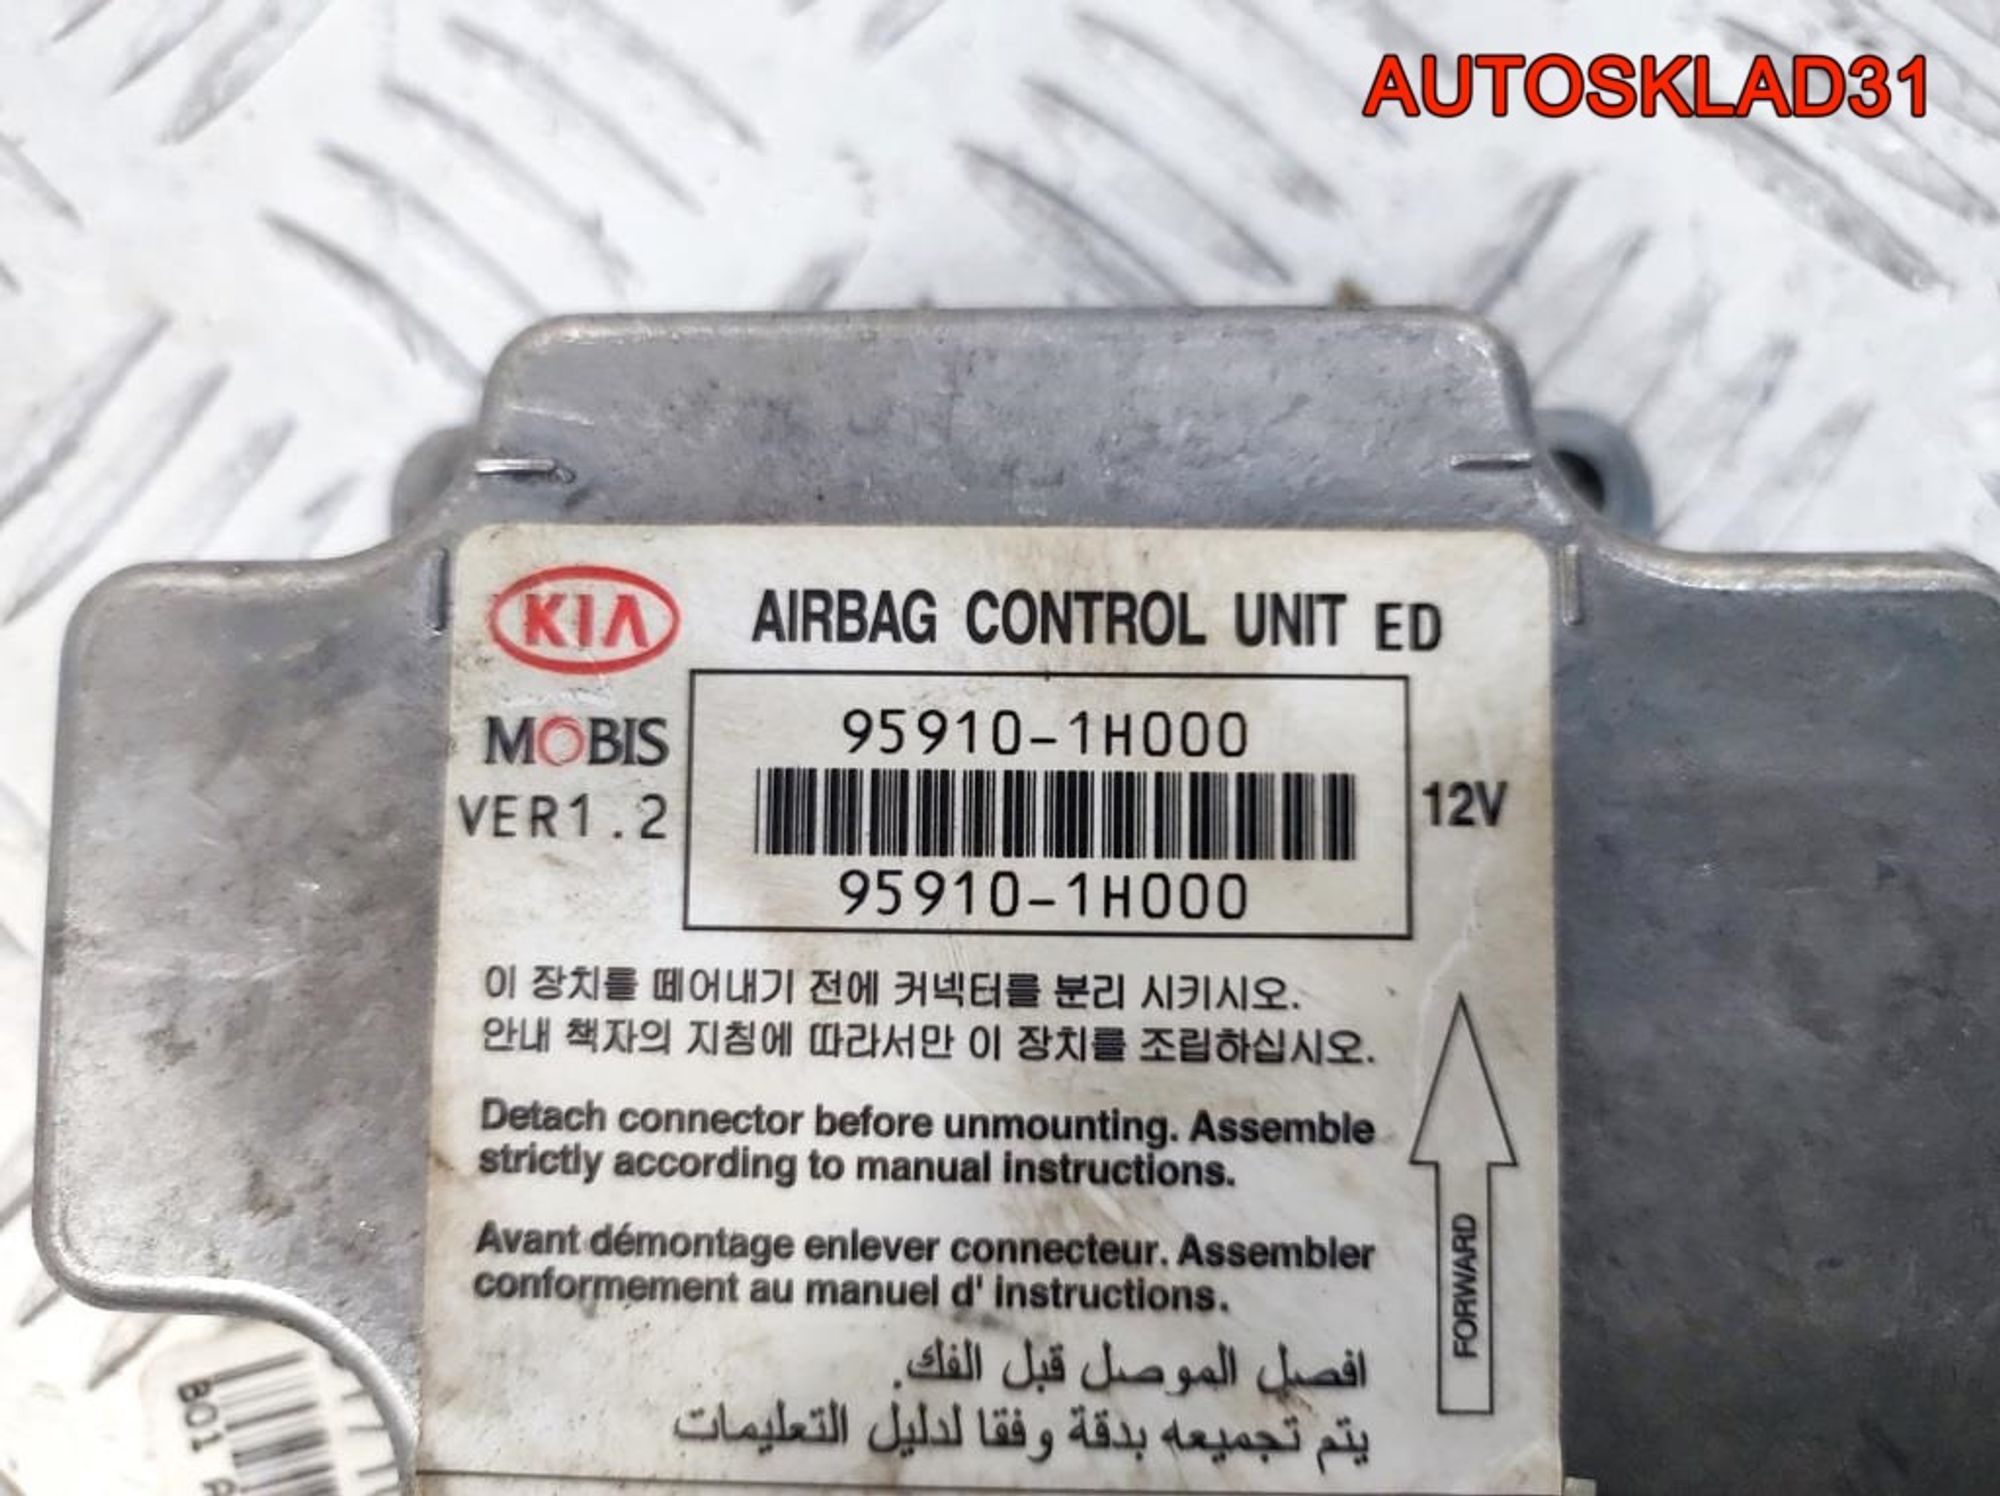 AUTOSKLAD31
KIA
AIRBAG CONTROL UNIT ED
MOBIS
VER1.2
95910-1H000
95910-1H000
12V
이 장치를 떼어내기 전에 커넥터를 분리 시키시오.
안내 책자의 지침에 따라서만 이 장치를 조립하십시오.
Detach connector before unmounting. Assemble
strictly according to manual instructions.
Avant démontage enlever connecteur. Assembler
conformement au manuel d' instructions.
افصل الموصل قبل الفك.
يتم تجميعه بدقة وفقا لدليل التعليمات
FORWARD
B01